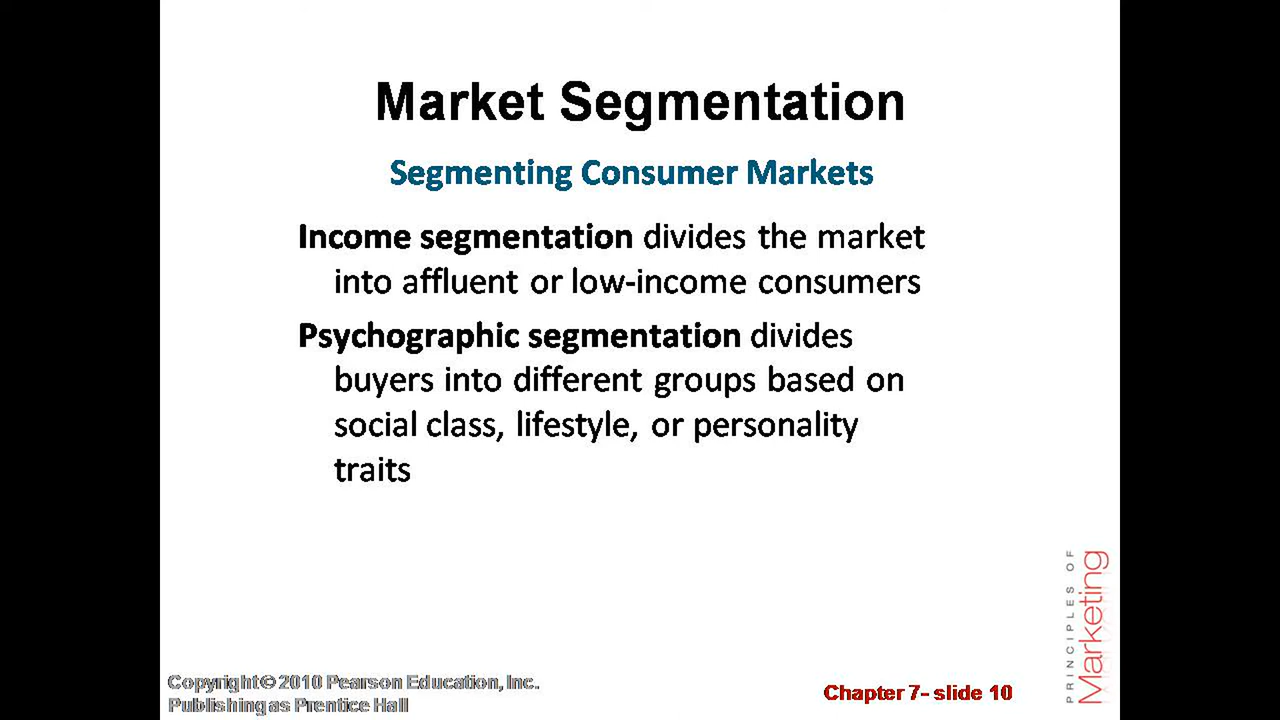 Market Segmentation
Segmenting Consumer Markets
Income segmentation divides the market
into affluent or low-income consumers
Psychographic segmentation divides
buyers into different groups based on
social class, lifestyle, or personality
traits
PRINCIPLES OF
Marketing
Copyright © 2010 Pearson Education, Inc.
Publishing as Prentice Hall
Chapter 7- slide 10